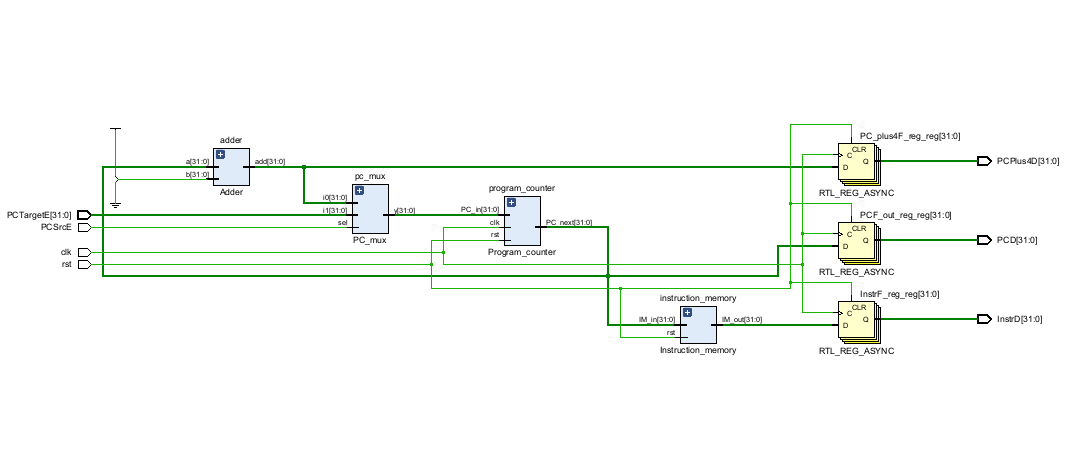 adder
a[31:0]
b[31:0]
add[31:0]
Adder
pc_mux
i0[31:0]
i1[31:0]
sel
y[31:0]
PC_mux
PCTargetE[31:0]
PCSrcE
clk
rst
program_counter
PC_in[31:0]
clk
rst
PC_next[31:0]
Program_counter
instruction_memory
IM_in[31:0]
rst
IM_out[31:0]
Instruction_memory
PC_plus4F_reg_reg[31:0]
CLR
C
Q
D
RTL_REG_ASYNC
PCPlus4D[31:0]
PCF_out_reg_reg[31:0]
CLR
C
Q
D
RTL_REG_ASYNC
PCD[31:0]
InstrF_reg_reg[31:0]
CLR
C
Q
D
RTL_REG_ASYNC
InstrD[31:0]